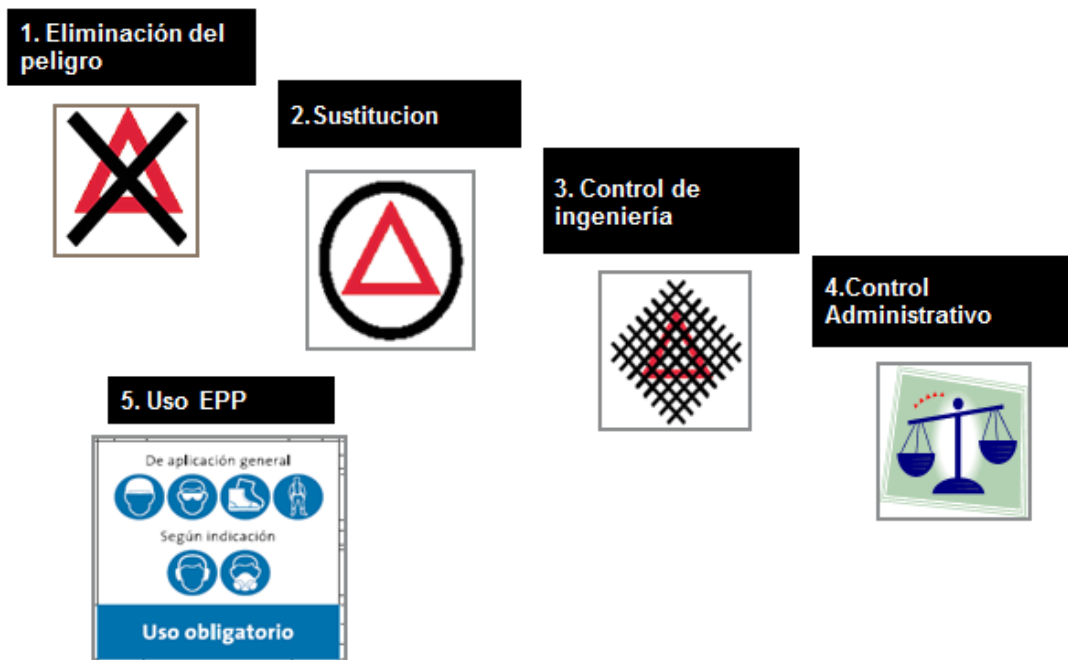 1. Eliminación del
peligro
2.Sustitucion
3. Control de
ingeniería
4.Control
Administrativo
5. Uso EPP
De aplicación general
Según indicación
Uso obligatorio